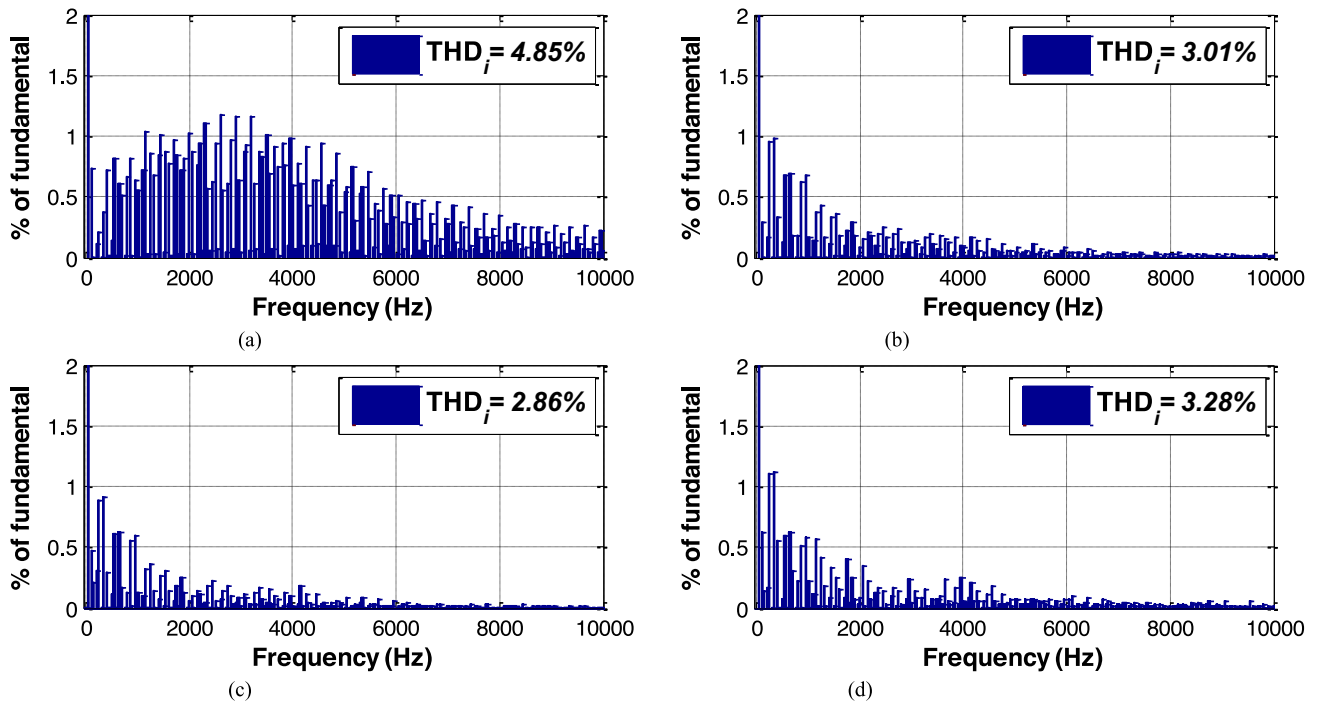 THD_i = 4.85%
2
1.5
1
0.5
0
% of fundamental
0 2000 4000 6000 8000 10000
Frequency (Hz)
(a)
THD_i = 3.01%
2
1.5
1
0.5
0
% of fundamental
0 2000 4000 6000 8000 10000
Frequency (Hz)
(b)
THD_i = 2.86%
2
1.5
1
0.5
0
% of fundamental
0 2000 4000 6000 8000 10000
Frequency (Hz)
(c)
THD_i = 3.28%
2
1.5
1
0.5
0
% of fundamental
0 2000 4000 6000 8000 10000
Frequency (Hz)
(d)